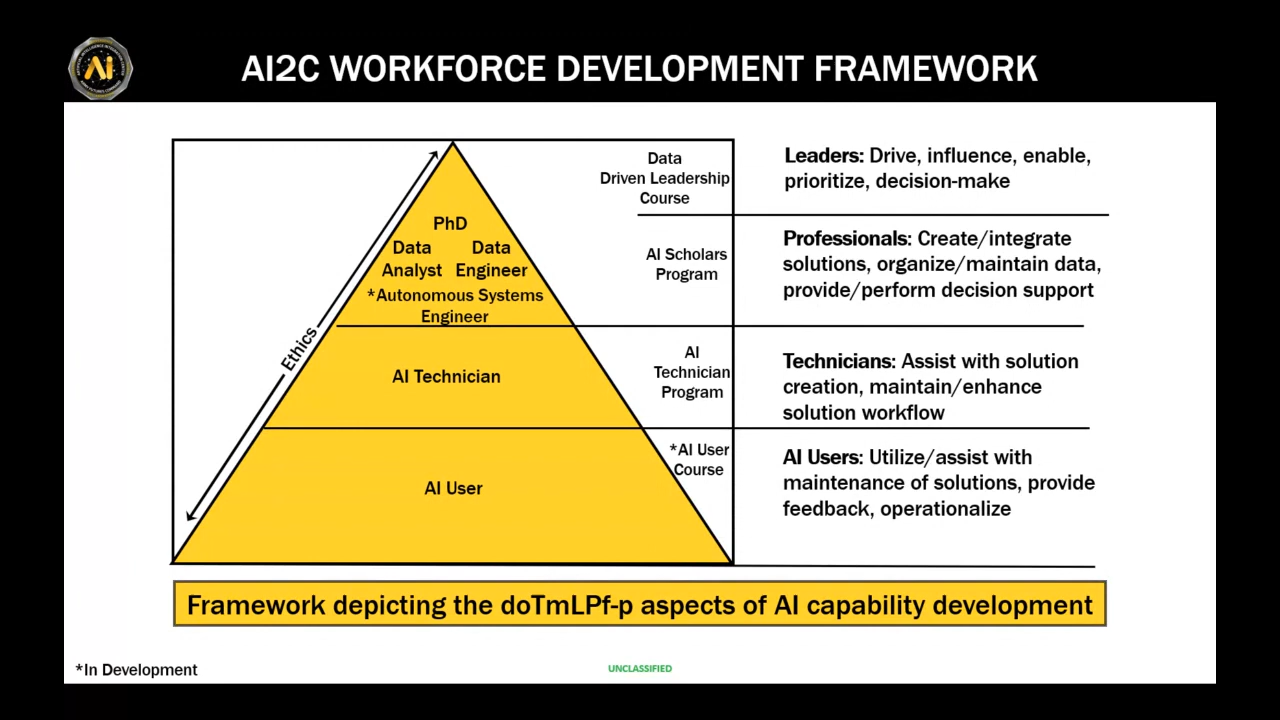 AI2C WORKFORCE DEVELOPMENT FRAMEWORK
Ai
Data
Driven Leadership
Course
Leaders: Drive, influence, enable,
prioritize, decision-make
PhD
Data Data
Analyst Engineer
*Autonomous Systems
Engineer
AI Scholars
Program
Professionals: Create/integrate
solutions, organize/maintain data,
provide/perform decision support
Ethics
AI Technician
AI
Technician
Program
Technicians: Assist with solution
creation, maintain/enhance
solution workflow
AI User
*AI User
Course
AI Users: Utilize/assist with
maintenance of solutions, provide
feedback, operationalize
Framework depicting the doTmLPf-p aspects of AI capability development
*In Development
UNCLASSIFIED